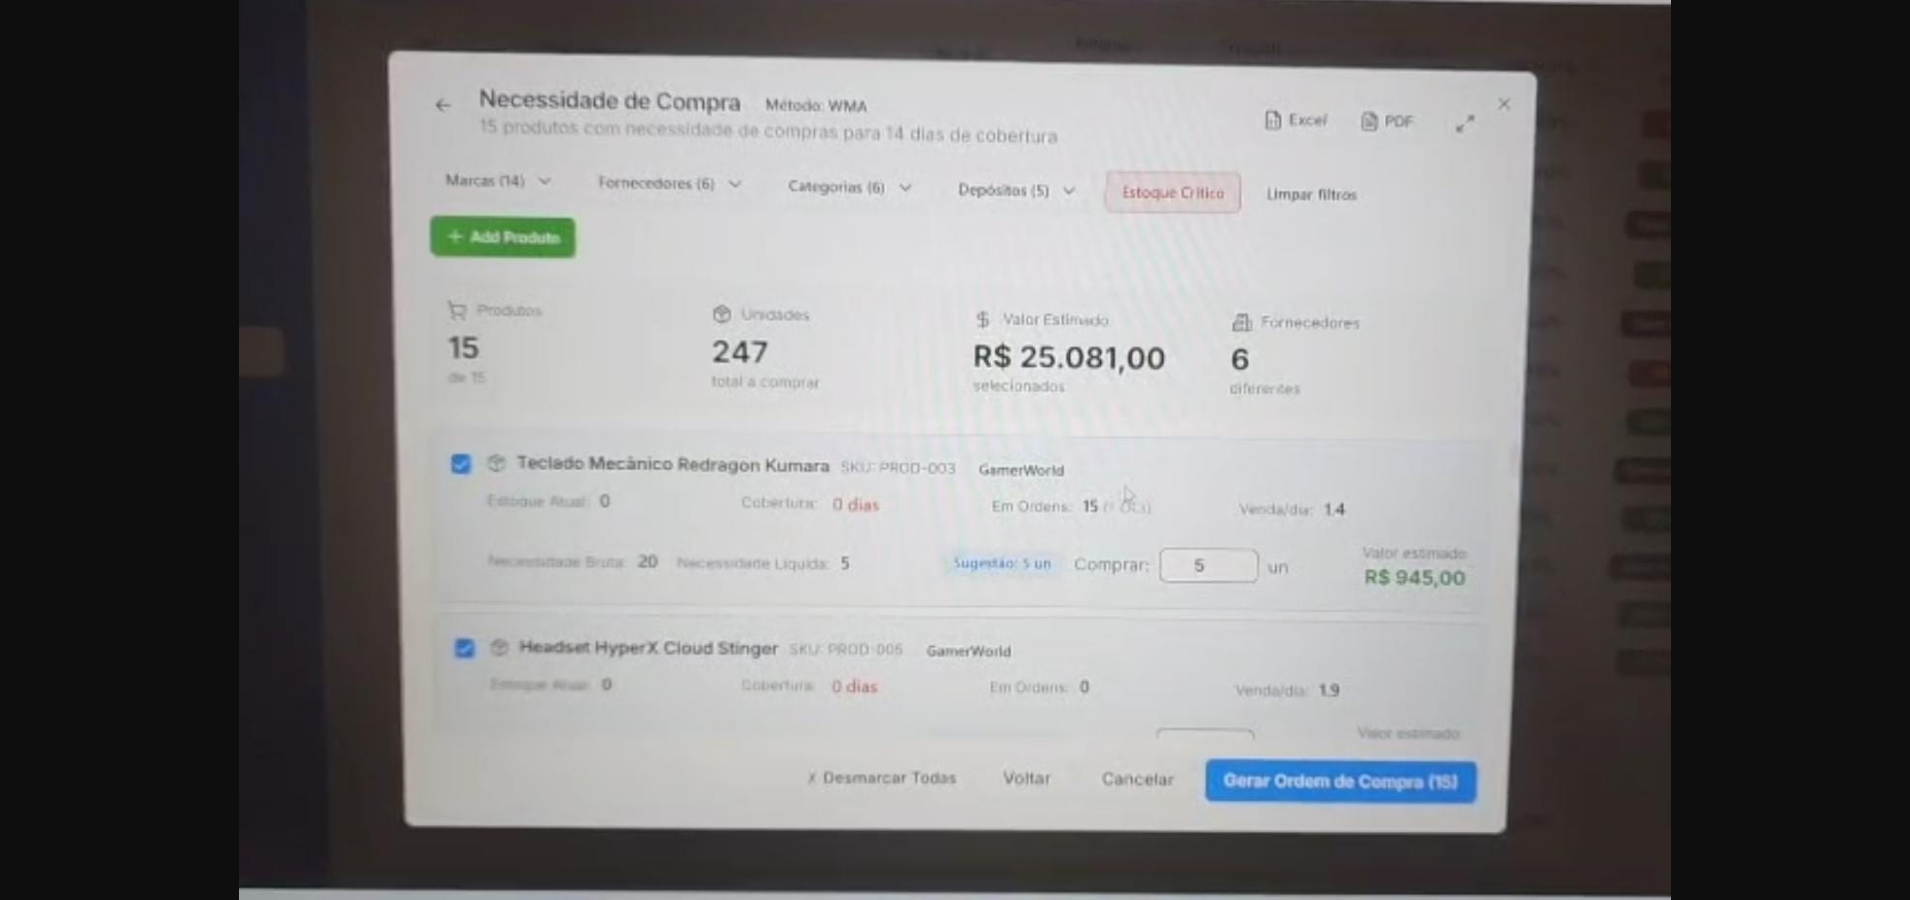 Necessidade de Compra Método: WMA
15 produtos com necessidade de compras para 14 dias de cobertura
Excel PDF
Marcas (14) Fornecedores (6) Categorias (6) Depósitos (5) Estoque Crítico Limpar filtros
+ Add Produto
Produtos Unidades Valor Estimado Fornecedores
15 247 R$ 25.081,00 6
de 15 total a comprar selecionados diferentes
Teclado Mecânico Redragon Kumara SKU: PROD-003 GamerWorld
Estoque Atual: 0 Cobertura: 0 dias Em Ordens: 15 Venda/dia: 1.4
Necessidade Bruta: 20 Necessidade Líquida: 5 Sugestão: 5 un Comprar: 5 un
Valor estimado
R$ 945,00
Headset HyperX Cloud Stinger SKU: PROD-005 GamerWorld
Estoque Atual: 0 Cobertura: 0 dias Em Ordens: 0 Venda/dia: 1.9
Valor estimado
Desmarcar Todas Voltar Cancelar Gerar Ordem de Compra (15)